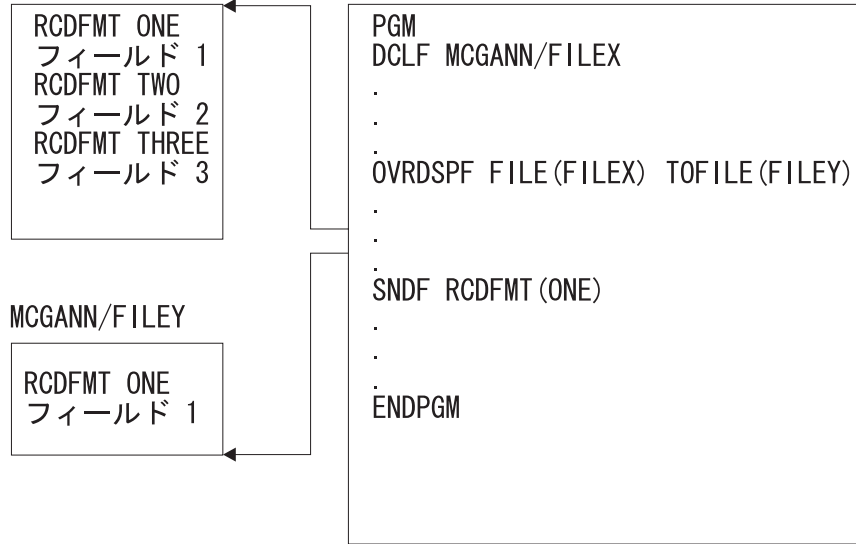 RCDFMT ONE
フィールド 1
RCDFMT TWO
フィールド 2
RCDFMT THREE
フィールド 3
MCGANN/FILEY
RCDFMT ONE
フィールド 1
PGM
DCLF MCGANN/FILEX
.
.
.
OVRDSPF FILE(FILEX) TOFILE(FILEY)
.
.
.
SNDF RCDFMT(ONE)
.
.
.
ENDPGM